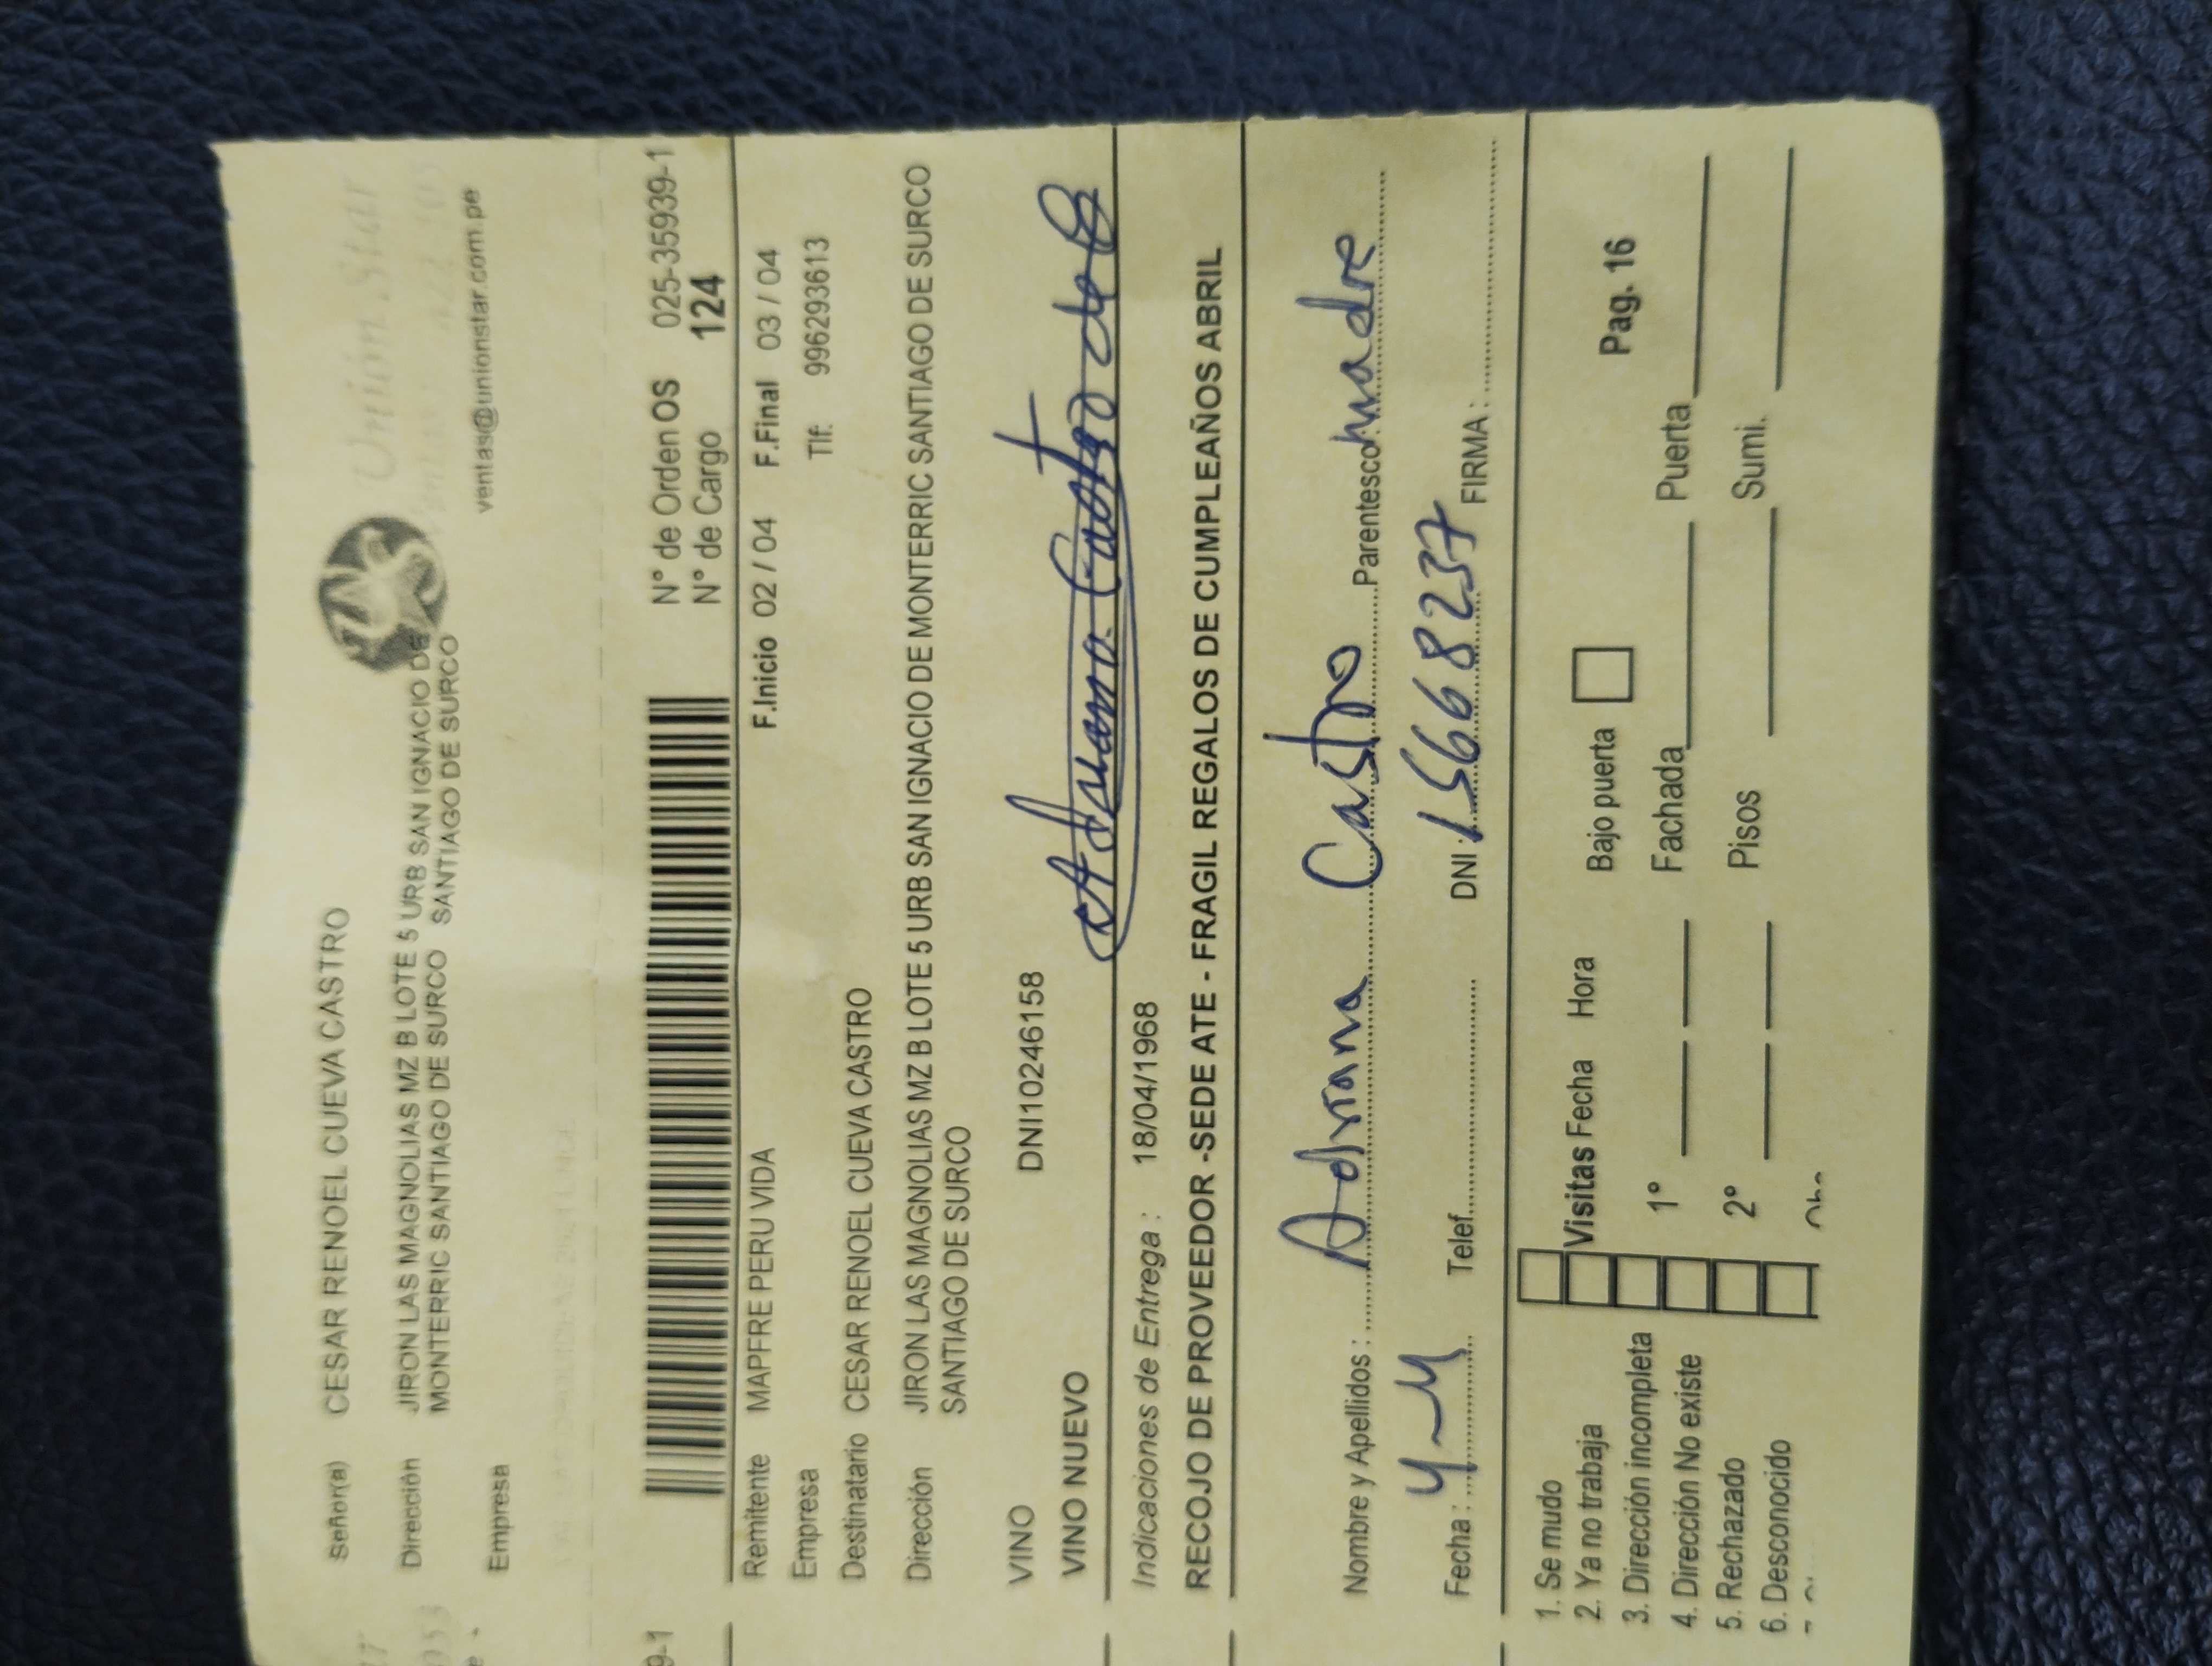 Unión Star
ventas@unionstar.com.pe
Señor(a) CESAR RENOEL CUEVA CASTRO
Dirección JIRON LAS MAGNOLIAS MZ B LOTE 5 URB SAN IGNACIO DE
MONTERRIC SANTIAGO DE SURCO SANTIAGO DE SURCO
Empresa
9-1
N° de Orden OS 025-35939-1
N° de Cargo 124
Remitente MAPFRE PERU VIDA F.Inicio 02 / 04 F.Final 03 / 04
Empresa Tlf: 996293613
Destinatario CESAR RENOEL CUEVA CASTRO
Dirección JIRON LAS MAGNOLIAS MZ B LOTE 5 URB SAN IGNACIO DE MONTERRIC SANTIAGO DE SURCO
SANTIAGO DE SURCO
VINO DNI10246158
VINO NUEVO
Adriana Castro de
Indicaciones de Entrega : 18/04/1968
RECOJO DE PROVEEDOR -SEDE ATE - FRAGIL REGALOS DE CUMPLEAÑOS ABRIL
Nombre y Apellidos : Adriana Castro Parentesco madre
Fecha : 4-4 Telef. DNI: 15668237 FIRMA :
1. Se mudo
2. Ya no trabaja Visitas Fecha Hora Bajo puerta Pag. 16
3. Dirección incompleta
4. Dirección No existe 1° Fachada Puerta
5. Rechazado
6. Desconocido 2° Pisos Sumi.